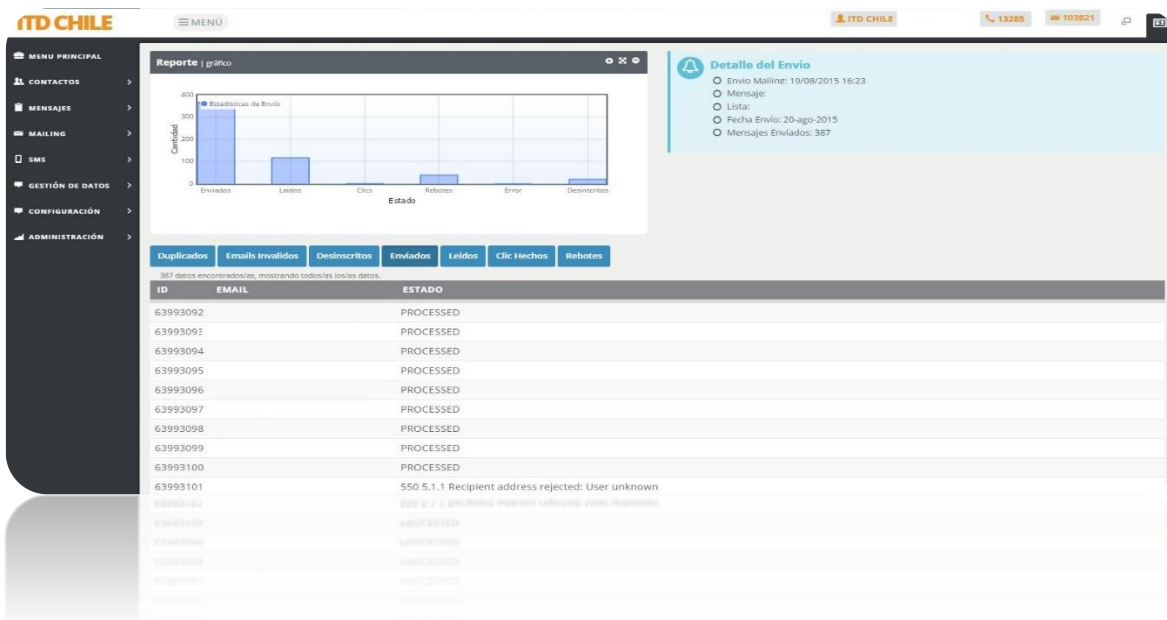 ITD CHILE
MENÚ
ITD CHILE
13285
103821
MENU PRINCIPAL
CONTACTOS
MENSAJES
MAILING
SMS
GESTIÓN DE DATOS
CONFIGURACIÓN
ADMINISTRACIÓN
Reporte | gráfico
400
300
200
100
0
Cantidad
Estadísticas de Envío
Enviados Leidos Clics Rebotes Error Desinscritos
Estado
Detalle del Envio
Envio Mailine: 19/08/2015 16:23
Mensaje:
Lista:
Fecha Envío: 20-ago-2015
Mensajes Enviados: 387
Duplicados Emails Invalidos Desinscritos Enviados Leidos Clic Hechos Rebotes
387 datos encontrados/as, mostrando todos/as los/as datos.
ID EMAIL ESTADO
63993092 PROCESSED
63993093 PROCESSED
63993094 PROCESSED
63993095 PROCESSED
63993096 PROCESSED
63993097 PROCESSED
63993098 PROCESSED
63993099 PROCESSED
63993100 PROCESSED
63993101 550 5.1.1 Recipient address rejected: User unknown